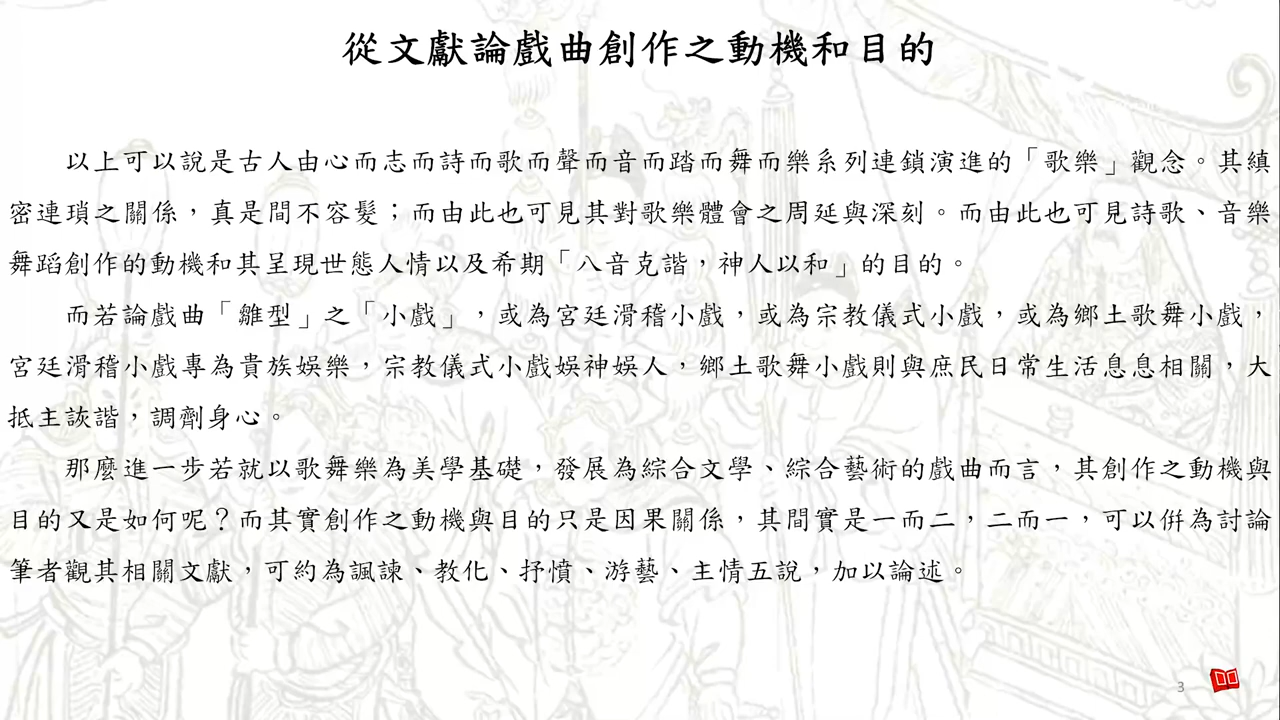 從文獻論戲曲創作之動機和目的
以上可以說是古人由心而志而詩而歌而聲而音而踏而舞而樂系列連鎖演進的「歌樂」觀念。其縝
密連瑣之關係，真是間不容髮；而由此也可見其對歌樂體會之周延與深刻。而由此也可見詩歌、音樂
舞蹈創作的動機和其呈現世態人情以及希期「八音克諧，神人以和」的目的。
而若論戲曲「雛型」之「小戲」，或為宮廷滑稽小戲，或為宗教儀式小戲，或為鄉土歌舞小戲，
宮廷滑稽小戲專為貴族娛樂，宗教儀式小戲娛神娛人，鄉土歌舞小戲則與庶民日常生活息息相關，大
抵主詼諧，調劑身心。
那麼進一步若就以歌舞樂為美學基礎，發展為綜合文學、綜合藝術的戲曲而言，其創作之動機與
目的又是如何呢？而其實創作之動機與目的只是因果關係，其間實是一而二，二而一，可以併為討論
筆者觀其相關文獻，可約為諷諫、教化、抒憤、游藝、主情五說，加以論述。
3